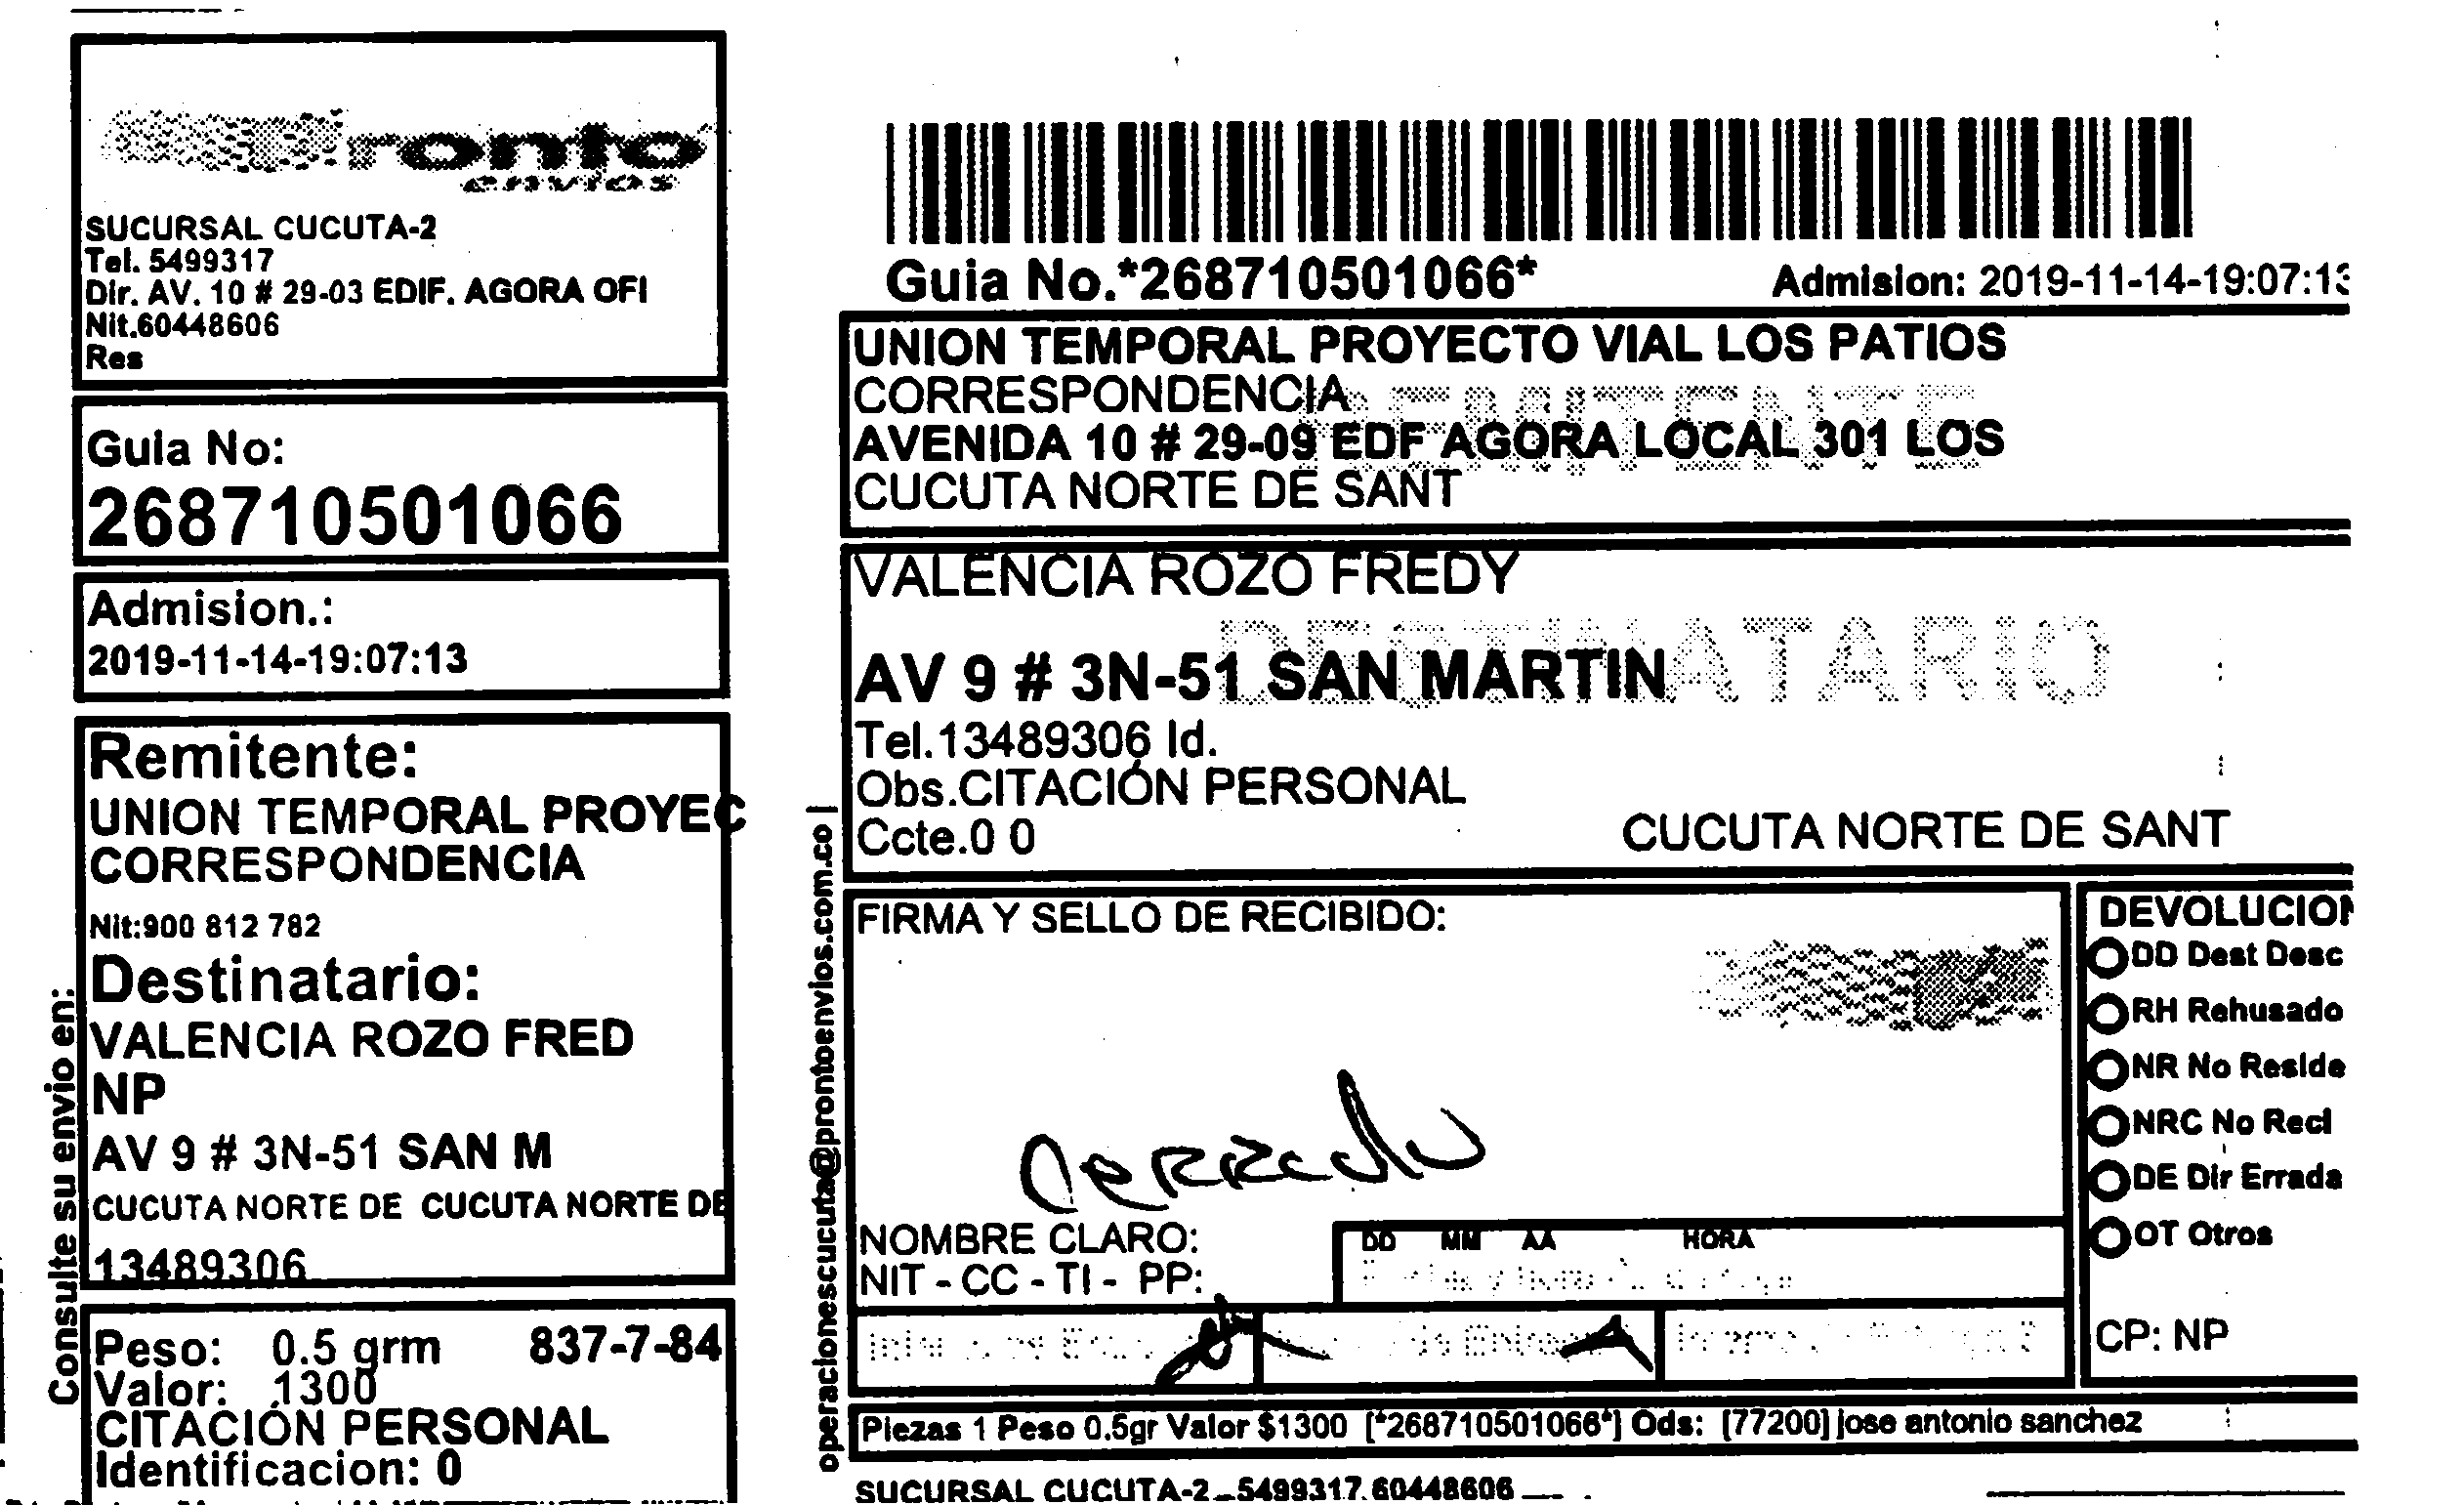 Pronto
envios
SUCURSAL CUCUTA-2
Tel. 5499317
Dir. AV. 10 # 29-03 EDIF. AGORA OFI
Nit.60448606
Res
Guia No:
268710501066
Admision.:
2019-11-14-19:07:13
Remitente:
UNION TEMPORAL PROYEC
CORRESPONDENCIA
Nit:900 812 782
Destinatario:
VALENCIA ROZO FRED
NP
AV 9 # 3N-51 SAN M
CUCUTA NORTE DE CUCUTA NORTE DE
13489306
Peso: 0.5 grm 837-7-84
Valor: 1300
CITACIÓN PERSONAL
Identificacion: 0
Consulte su envio en:
Guia No.*268710501066* Admision: 2019-11-14-19:07:13
UNION TEMPORAL PROYECTO VIAL LOS PATIOS
CORRESPONDENCIA
REMITENTE
AVENIDA 10 # 29-09 EDF AGORA LOCAL 301 LOS
CUCUTA NORTE DE SANT
VALENCIA ROZO FREDY
DESTINATARIO
AV 9 # 3N-51 SAN MARTIN
Tel.13489306 Id.
Obs.CITACIÓN PERSONAL
Ccte.0 0
CUCUTA NORTE DE SANT
operacionescucuta@prontoenvios.com.co |
FIRMA Y SELLO DE RECIBIDO:
Cerrado
NOMBRE CLARO:
NIT - CC - TI - PP:
DD MM AA HORA
DEVOLUCION
DD Dest Desc
RH Rehusado
NR No Reside
NRC No Recl
DE Dir Errada
OT Otros
CP: NP
Piezas 1 Peso 0.5gr Valor $1300 [*268710501066*] Ods: [77200] jose antonio sanchez
SUCURSAL CUCUTA-2 5499317 60448606